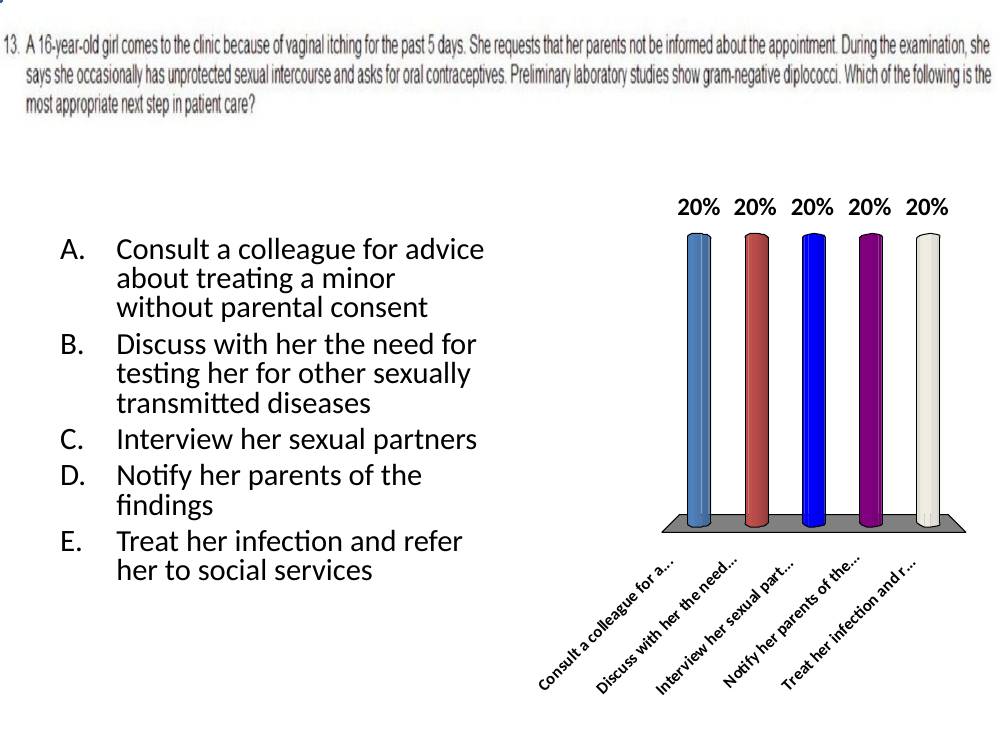 13. A 16-year-old girl comes to the clinic because of vaginal itching for the past 5 days. She requests that her parents not be informed about the appointment. During the examination, she
says she occasionally has unprotected sexual intercourse and asks for oral contraceptives. Preliminary laboratory studies show gram-negative diplococci. Which of the following is the
most appropriate next step in patient care?
A. Consult a colleague for advice
about treating a minor
without parental consent
B. Discuss with her the need for
testing her for other sexually
transmitted diseases
C. Interview her sexual partners
D. Notify her parents of the
findings
E. Treat her infection and refer
her to social services
20% 20% 20% 20% 20%
Consult a colleague for a...
Discuss with her the need...
Interview her sexual part...
Notify her parents of the...
Treat her infection and r...